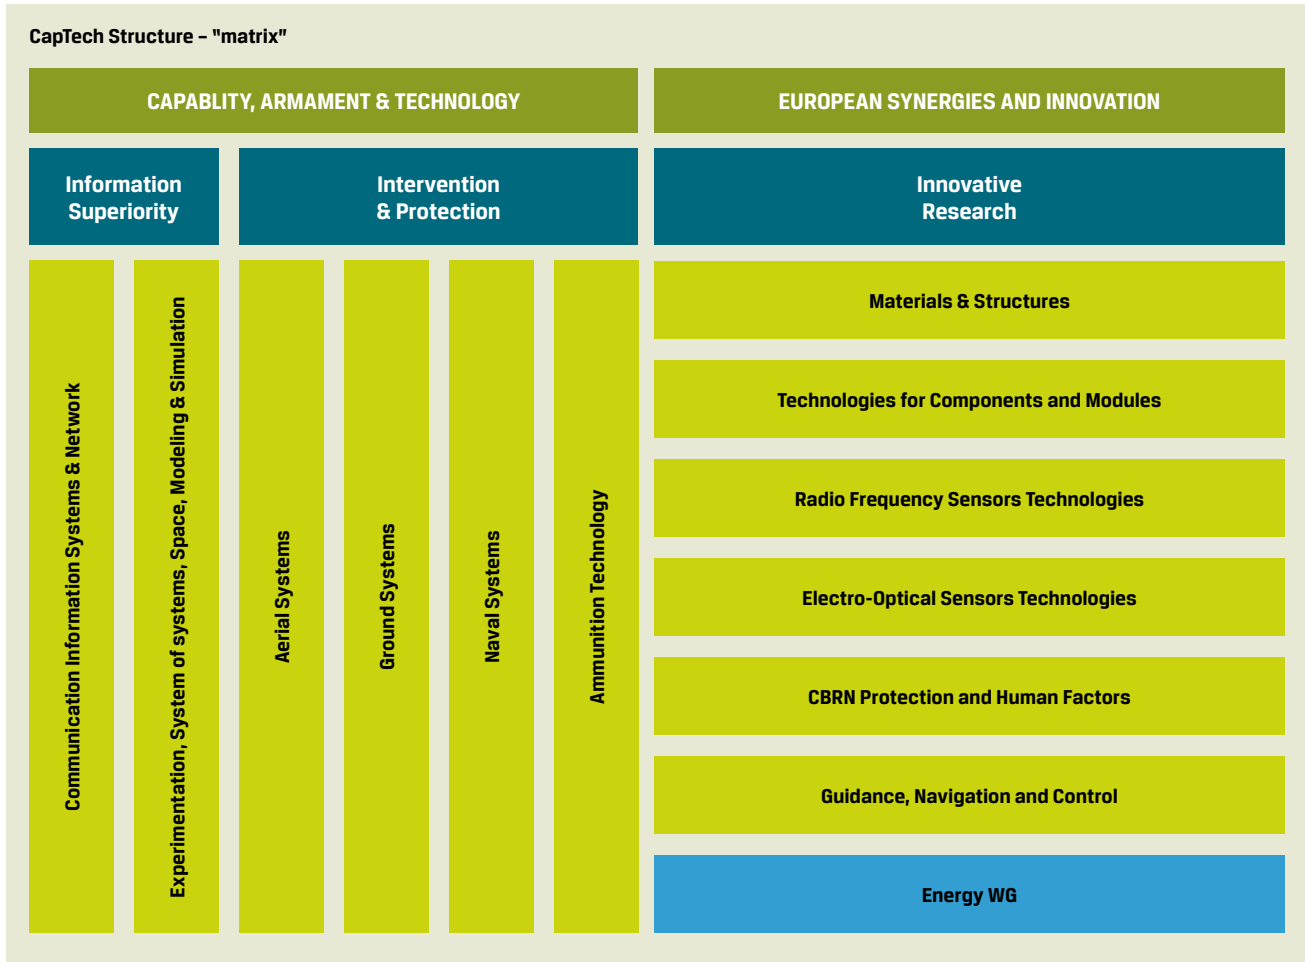 CapTech Structure – "matrix"
CAPABLITY, ARMAMENT & TECHNOLOGY
EUROPEAN SYNERGIES AND INNOVATION
Information
Superiority
Intervention
& Protection
Innovative
Research
Communication Information Systems & Network
Experimentation, System of systems, Space, Modeling & Simulation
Aerial Systems
Ground Systems
Naval Systems
Ammunition Technology
Materials & Structures
Technologies for Components and Modules
Radio Frequency Sensors Technologies
Electro-Optical Sensors Technologies
CBRN Protection and Human Factors
Guidance, Navigation and Control
Energy WG